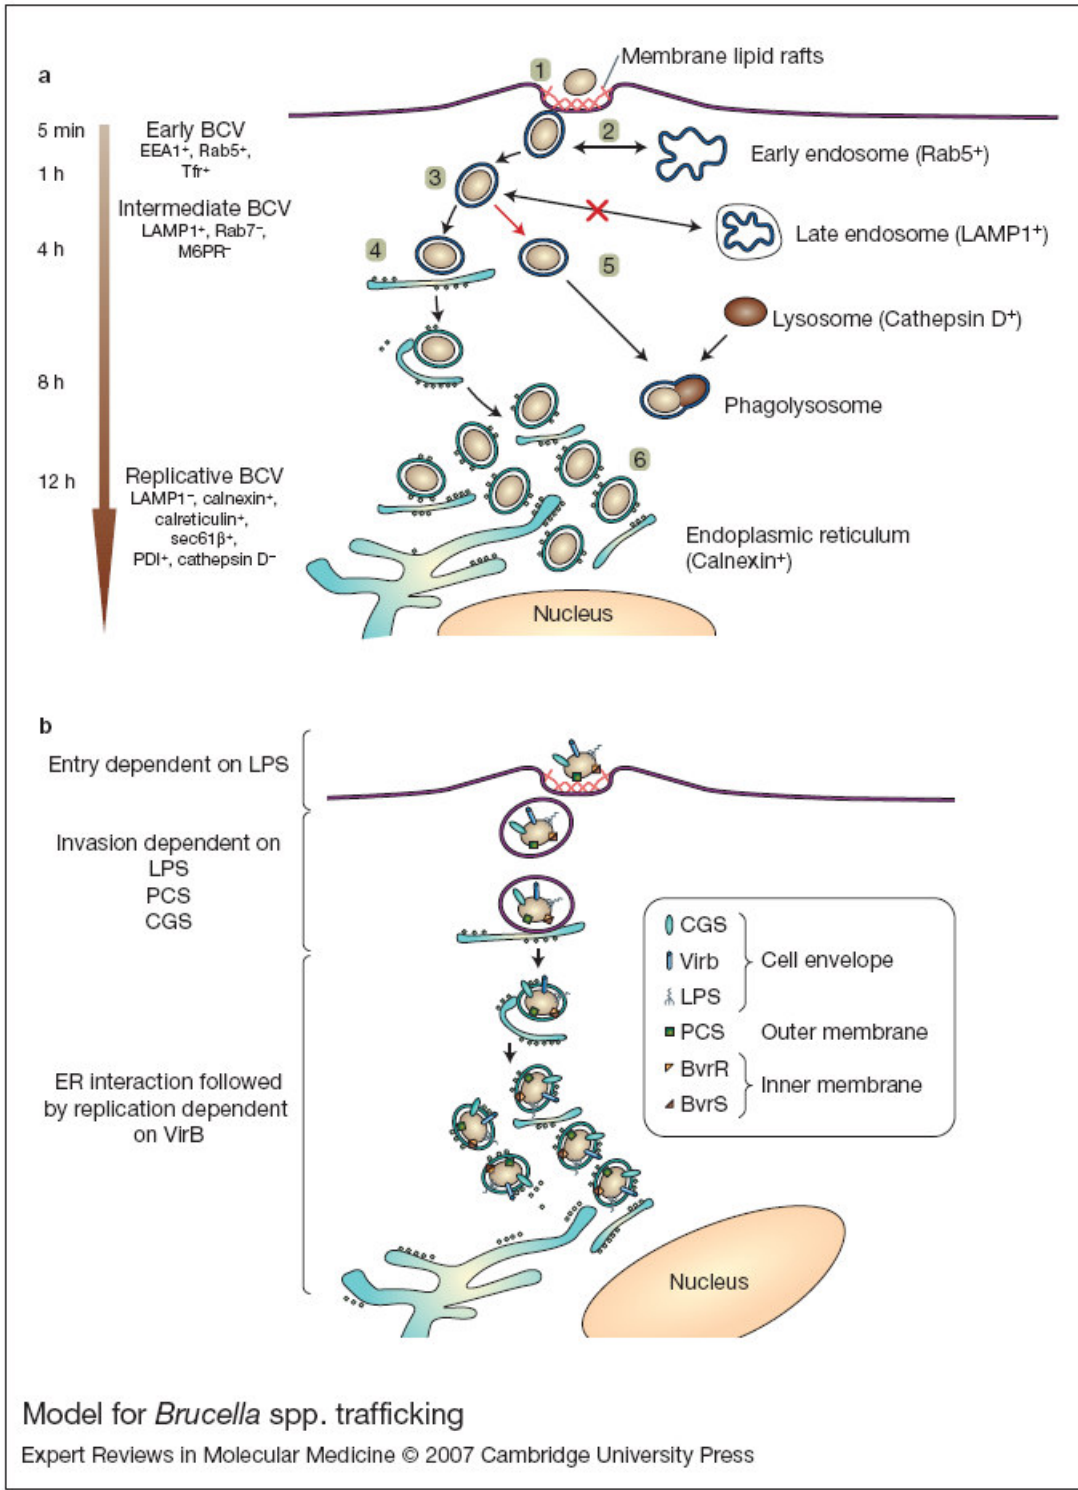 a
1
Membrane lipid rafts
5 min
Early BCV
EEA1⁺, Rab5⁺,
Tfr⁺
2
Early endosome (Rab5⁺)
1 h
3
Intermediate BCV
LAMP1⁺, Rab7⁻,
M6PR⁻
4 h
4
5
Late endosome (LAMP1⁺)
Lysosome (Cathepsin D⁺)
8 h
Phagolysosome
6
12 h
Replicative BCV
LAMP1⁻, calnexin⁺,
calreticulin⁺,
sec61β⁺,
PDI⁺, cathepsin D⁻
Endoplasmic reticulum
(Calnexin⁺)
Nucleus
b
Entry dependent on LPS
Invasion dependent on
LPS
PCS
CGS
ER interaction followed
by replication dependent
on VirB
CGS
Virb
LPS
Cell envelope
PCS
Outer membrane
BvrR
BvrS
Inner membrane
Nucleus
Model for Brucella spp. trafficking
Expert Reviews in Molecular Medicine © 2007 Cambridge University Press